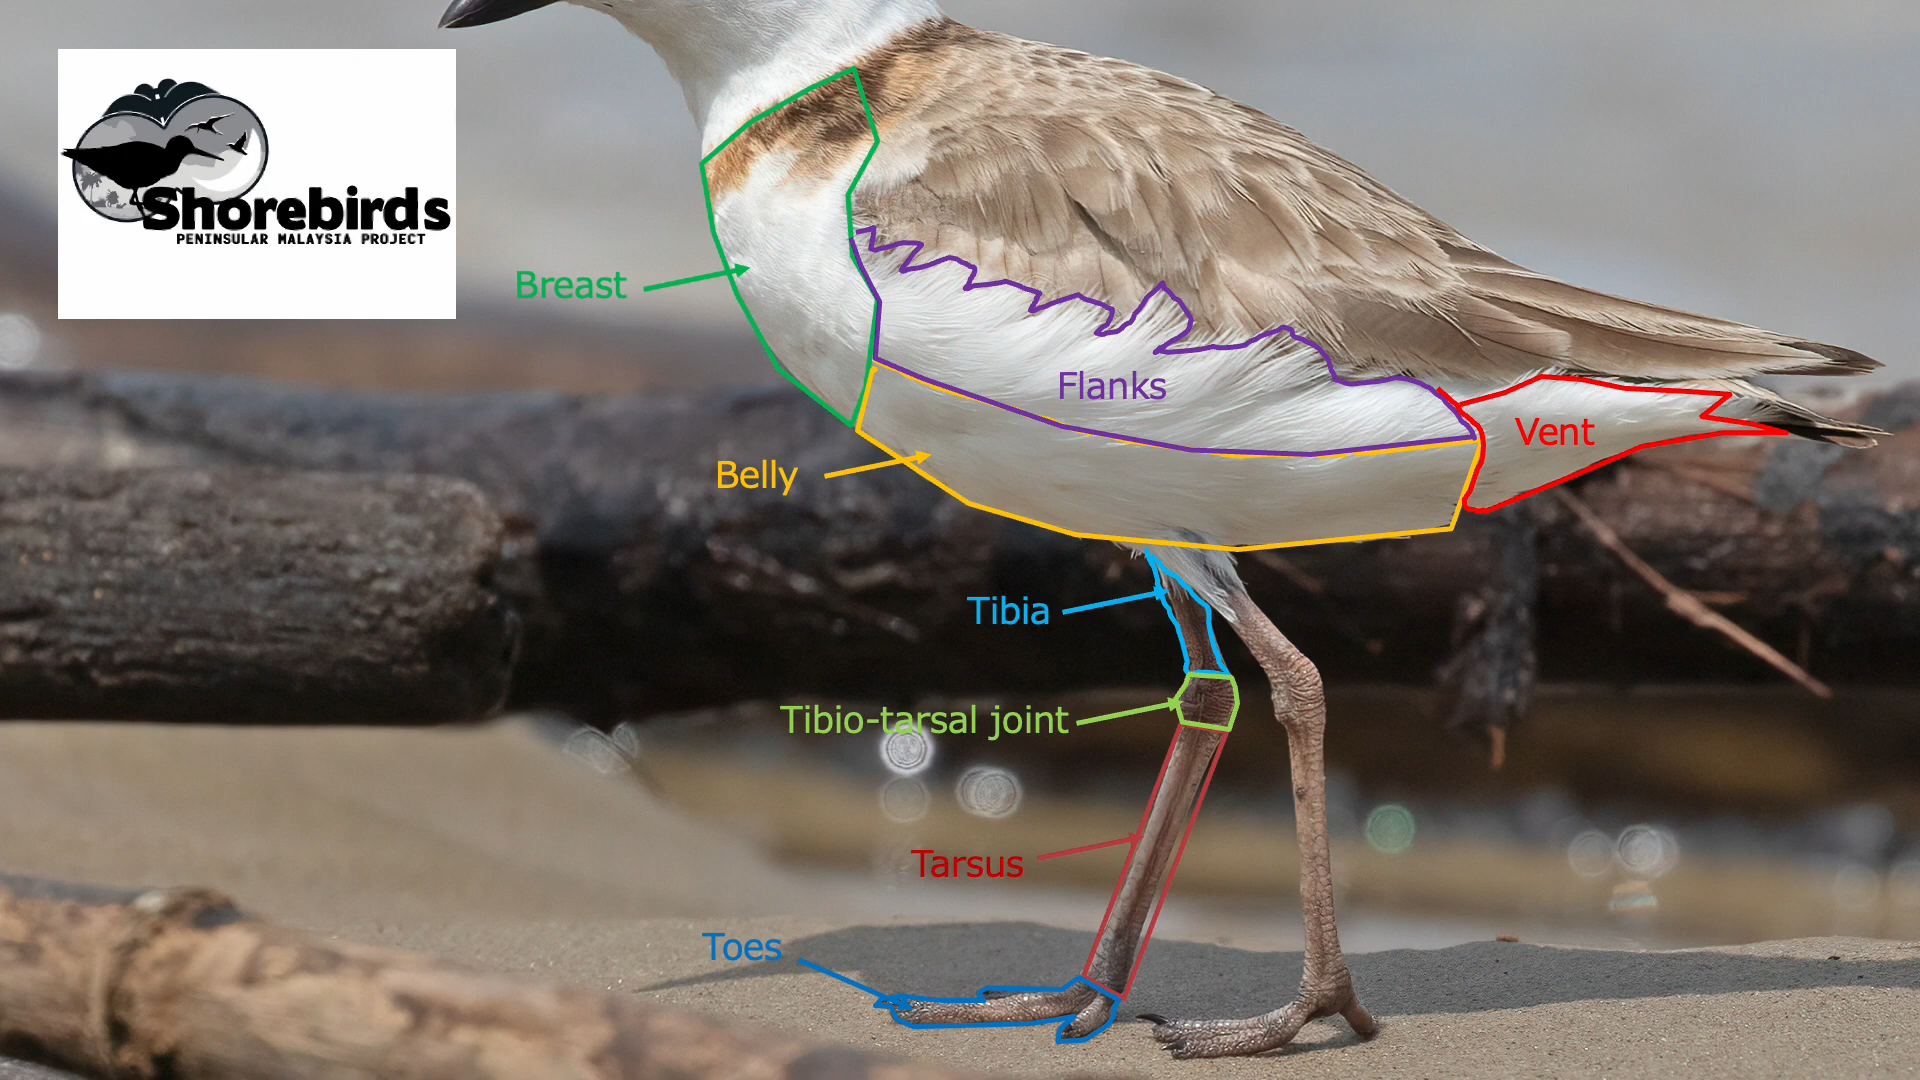 Shorebirds
PENINSULAR MALAYSIA PROJECT
Breast
Flanks
Vent
Belly
Tibia
Tibio-tarsal joint
Tarsus
Toes